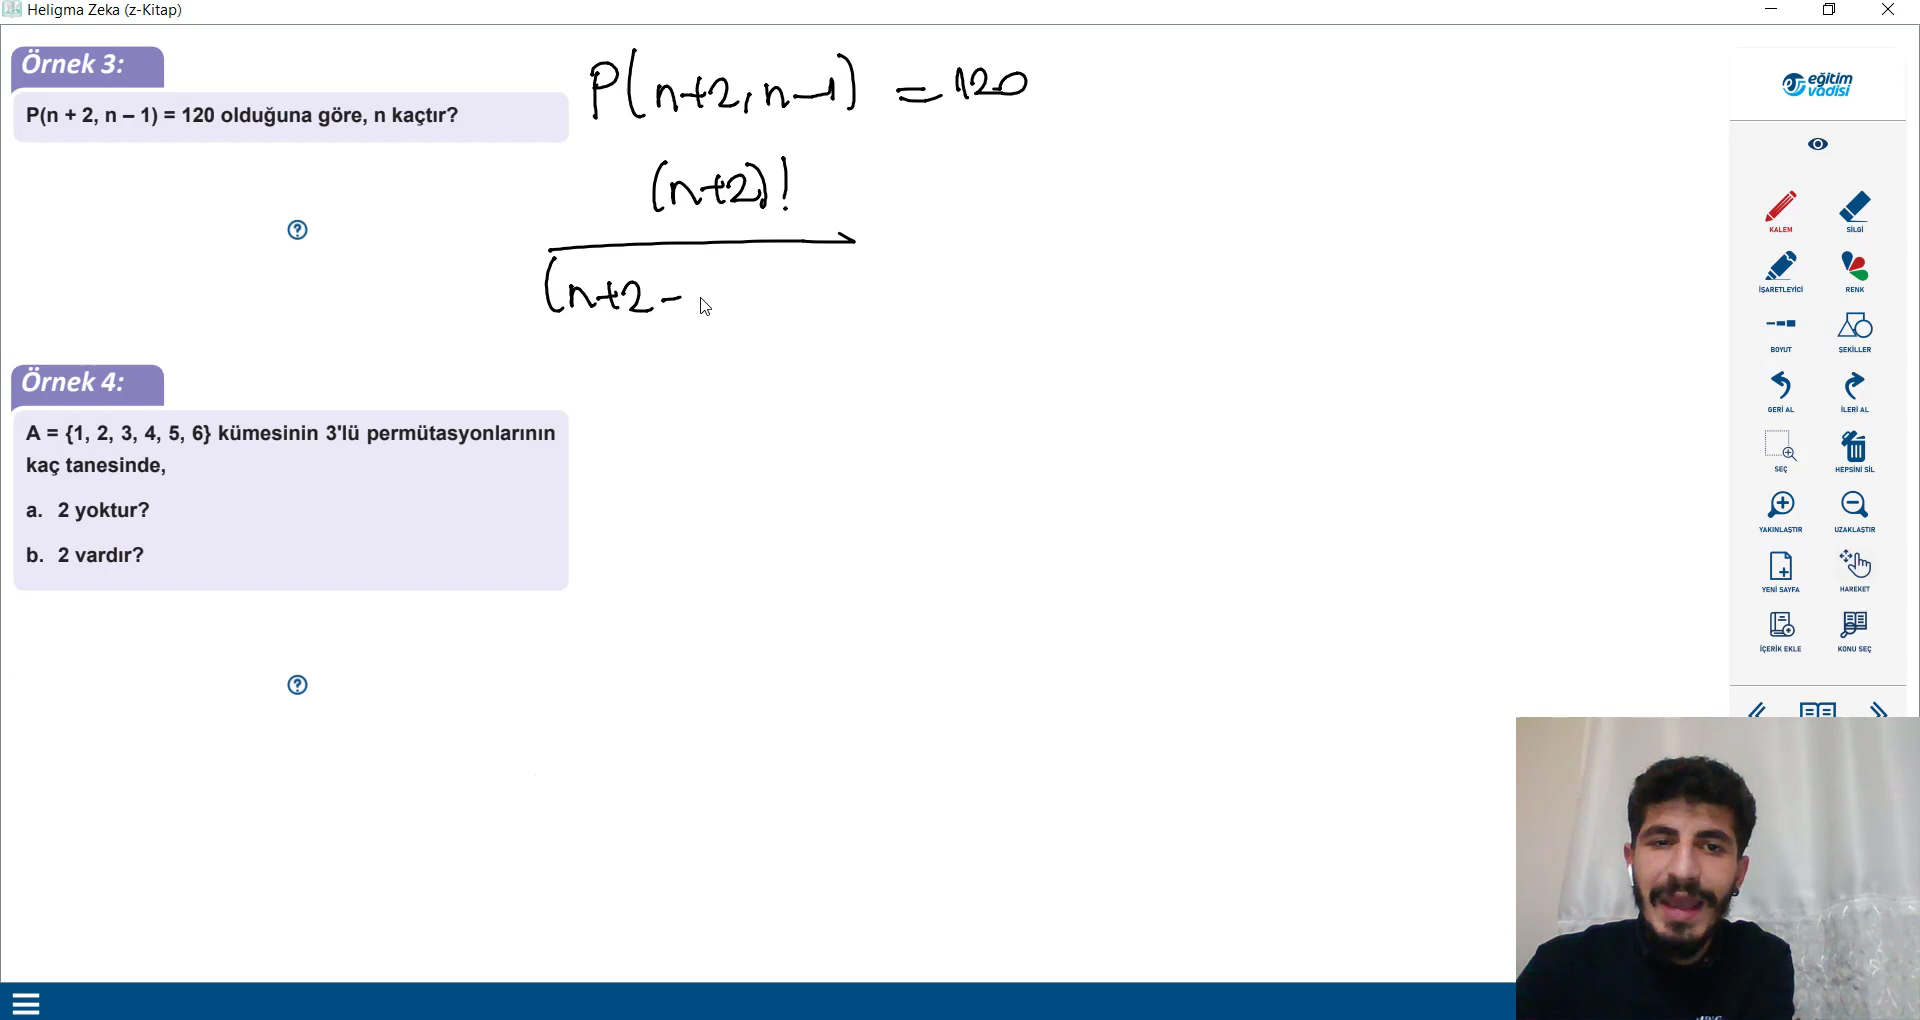 Heligma Zeka (z-Kitap)
Örnek 3:
P(n + 2, n – 1) = 120 olduğuna göre, n kaçtır?
P(n+2, n-1) = 120
(n+2)!
(n+2 -
Örnek 4:
A = {1, 2, 3, 4, 5, 6} kümesinin 3'lü permütasyonlarının
kaç tanesinde,
a. 2 yoktur?
b. 2 vardır?
eğitim
vadisi
KALEM
SİLGİ
İŞARETLEYİCİ
RENK
BOYUT
ŞEKİLLER
GERİ AL
İLERİ AL
SEÇ
HEPSİNİ SİL
YAKINLAŞTIR
UZAKLAŞTIR
YENİ SAYFA
HAREKET
İÇERİK EKLE
KONU SEÇ